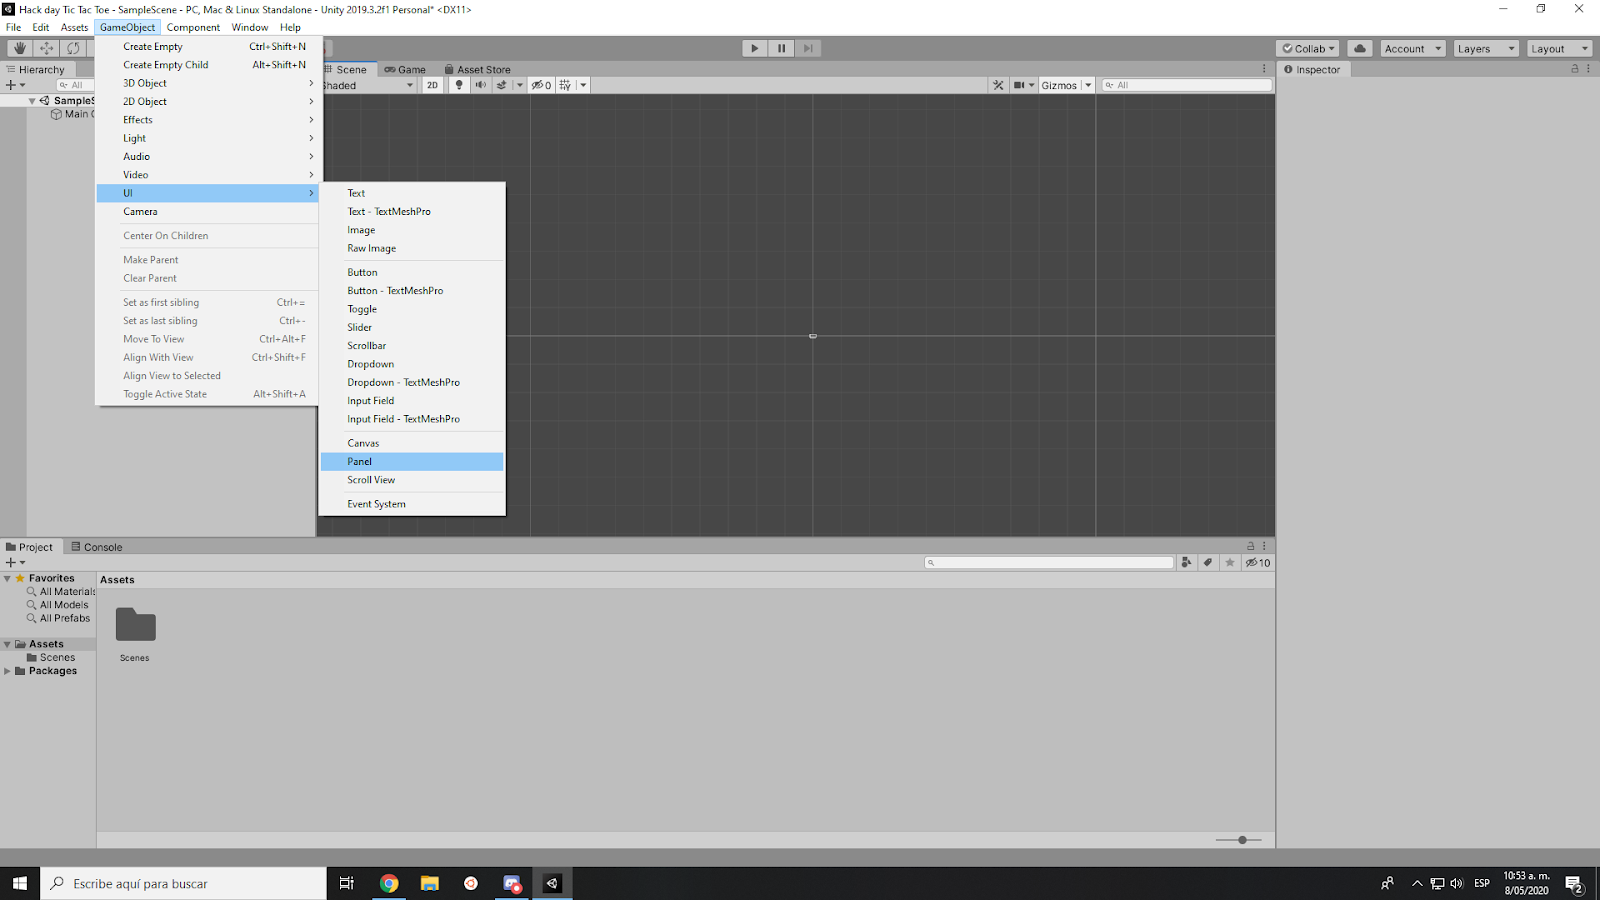 Hack day Tic Tac Toe - SampleScene - PC, Mac & Linux Standalone - Unity 2019.3.2f1 Personal* <DX11>
File Edit Assets GameObject Component Window Help
Collab Account Layers Layout
Hierarchy
All
SampleS
Main C
Create Empty Ctrl+Shift+N
Create Empty Child Alt+Shift+N
3D Object
2D Object
Effects
Light
Audio
Video
UI
Camera
Center On Children
Make Parent
Clear Parent
Set as first sibling Ctrl+=
Set as last sibling Ctrl+-
Move To View Ctrl+Alt+F
Align With View Ctrl+Shift+F
Align View to Selected
Toggle Active State Alt+Shift+A
Text
Text - TextMeshPro
Image
Raw Image
Button
Button - TextMeshPro
Toggle
Slider
Scrollbar
Dropdown
Dropdown - TextMeshPro
Input Field
Input Field - TextMeshPro
Canvas
Panel
Scroll View
Event System
Scene Game Asset Store
Shaded 2D 0 Gizmos All
Inspector
Project Console
10
Favorites
All Materials
All Models
All Prefabs
Assets
Scenes
Packages
Assets
Scenes
Escribe aquí para buscar
ESP
10:53 a. m.
8/05/2020
2